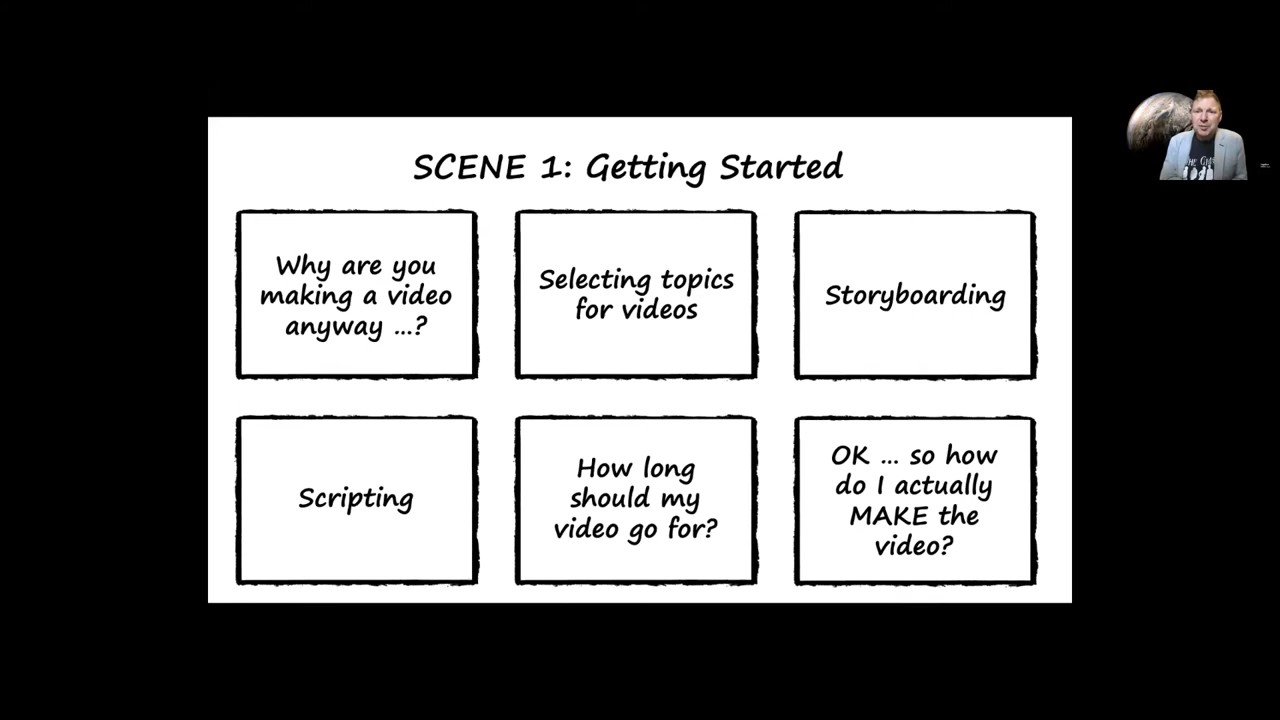 SCENE 1: Getting Started
Why are you
making a video
anyway ...?
Selecting topics
for videos
Storyboarding
Scripting
How long
should my
video go for?
OK ... so how
do I actually
MAKE the
video?